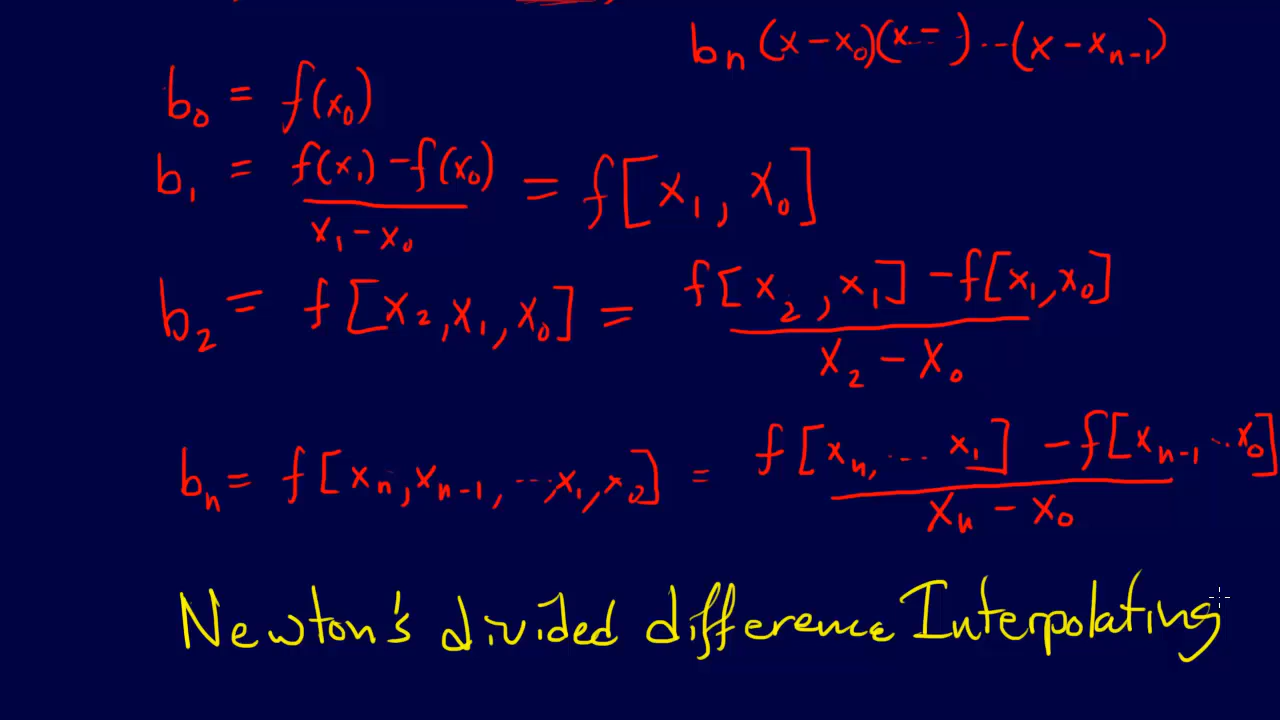 bn (x-x0)(x- )...(x-xn-1)
b0 = f(x0)
b1 = f(x1) - f(x0) / x1 - x0 = f[x1, x0]
b2 = f[x2, x1, x0] = f[x2, x1] - f[x1, x0] / x2 - x0
bn = f[xn, xn-1, ..., x1, x0] = f[xn, ... x1] - f[xn-1 ... x0] / xn - x0
Newton's divided difference Interpolating